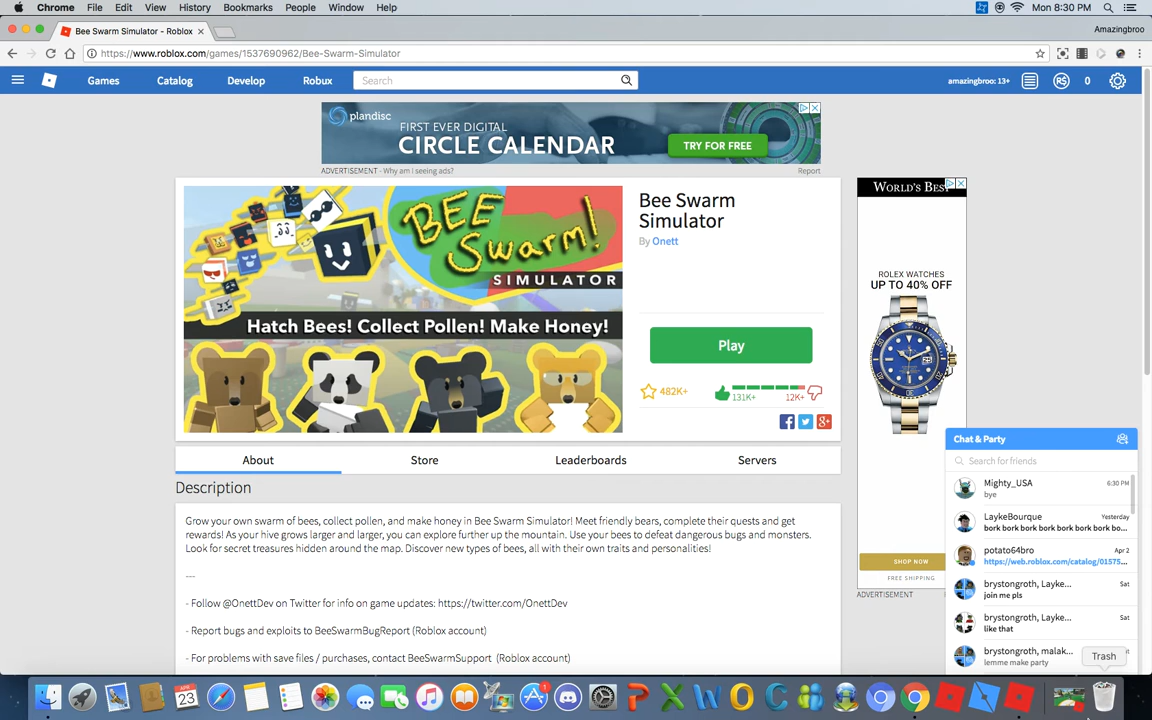 Chrome File Edit View History Bookmarks People Window Help Mon 8:30 PM
Bee Swarm Simulator - Roblox
Amazingbroo
https://www.roblox.com/games/1537690962/Bee-Swarm-Simulator
Games Catalog Develop Robux Search amazingbroo: 13+ R$ 0
plandisc
FIRST EVER DIGITAL
CIRCLE CALENDAR
TRY FOR FREE
ADVERTISEMENT - Why am I seeing ads? Report
BEE
Swarm!
SIMULATOR
Hatch Bees! Collect Pollen! Make Honey!
Bee Swarm
Simulator
By Onett
Play
482K+ 131K+ 12K+
About Store Leaderboards Servers
Description
Grow your own swarm of bees, collect pollen, and make honey in Bee Swarm Simulator! Meet friendly bears, complete their quests and get
rewards! As your hive grows larger and larger, you can explore further up the mountain. Use your bees to defeat dangerous bugs and monsters.
Look for secret treasures hidden around the map. Discover new types of bees, all with their own traits and personalities!
---
- Follow @OnettDev on Twitter for info on game updates: https://twitter.com/OnettDev
- Report bugs and exploits to BeeSwarmBugReport (Roblox account)
- For problems with save files / purchases, contact BeeSwarmSupport (Roblox account)
WORLD'S BES
ROLEX WATCHES
UP TO 40% OFF
SHOP NOW
FREE SHIPPING
ADVERTISEMENT
Chat & Party
Search for friends
Mighty_USA 6:30 PM
bye
LaykeBourque Yesterday
bork bork bork bork bork bork bork bo...
potato64bro Apr 2
https://web.roblox.com/catalog/01575...
brystongroth, Layke... Sat
join me pls
brystongroth, Layke... Sat
like that
brystongroth, malak...
lemme make party
Trash
APR
23